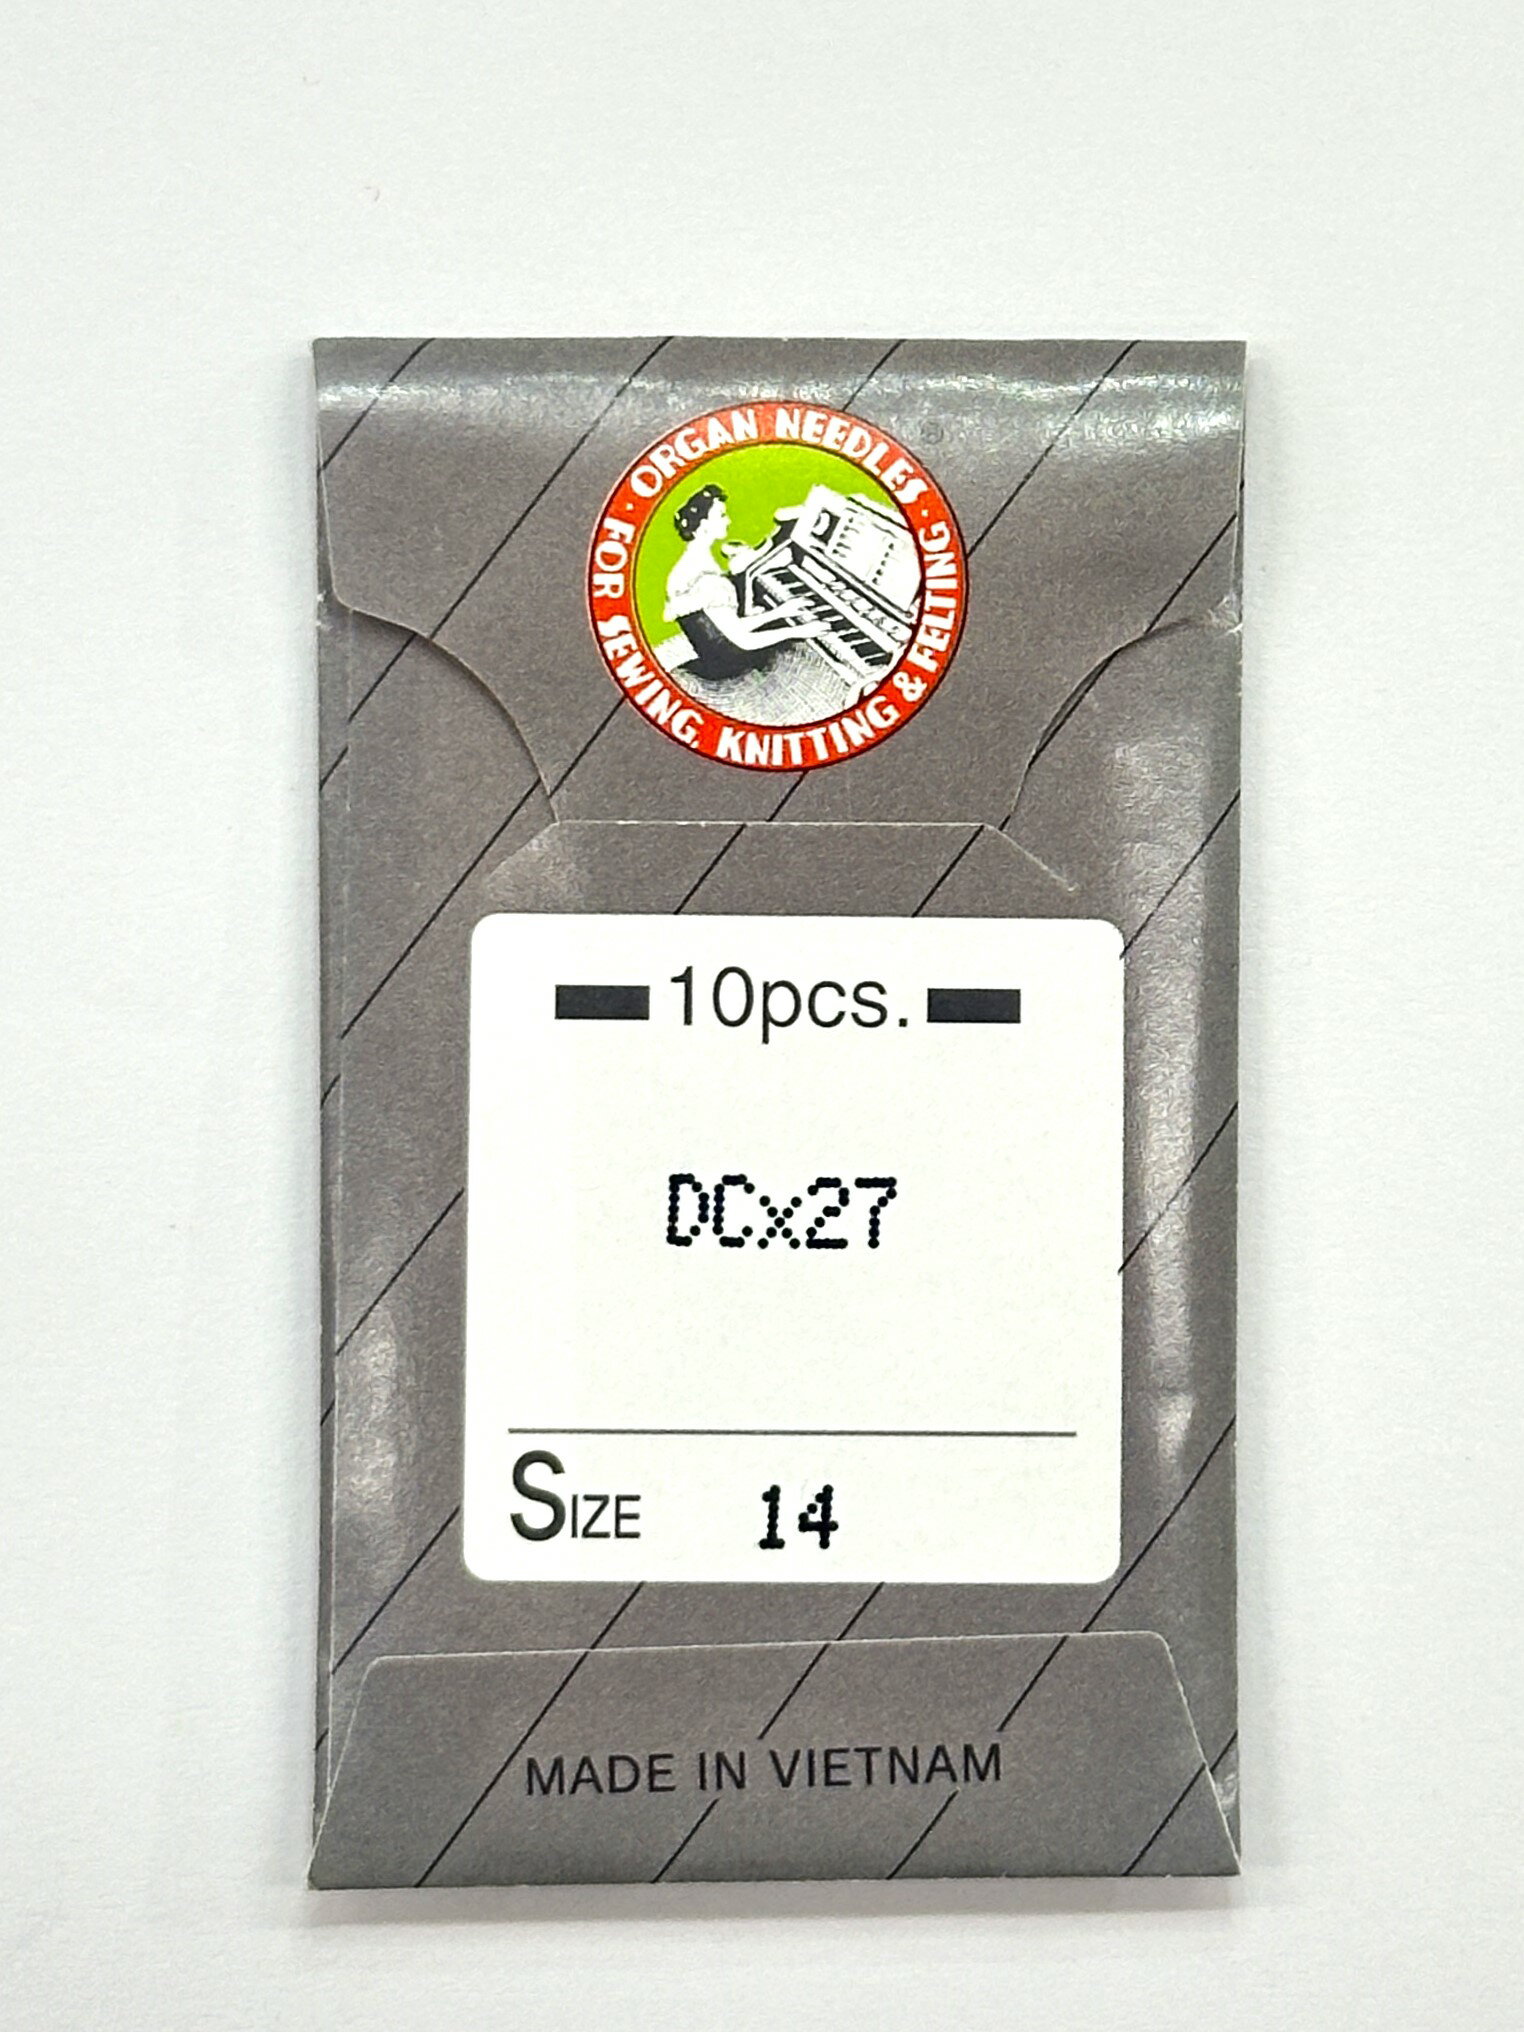 · ORGAN NEEDLES ·
FOR SEWING, KNITTING & FELTING
10pcs.
DCx27
SIZE 14
MADE IN VIETNAM